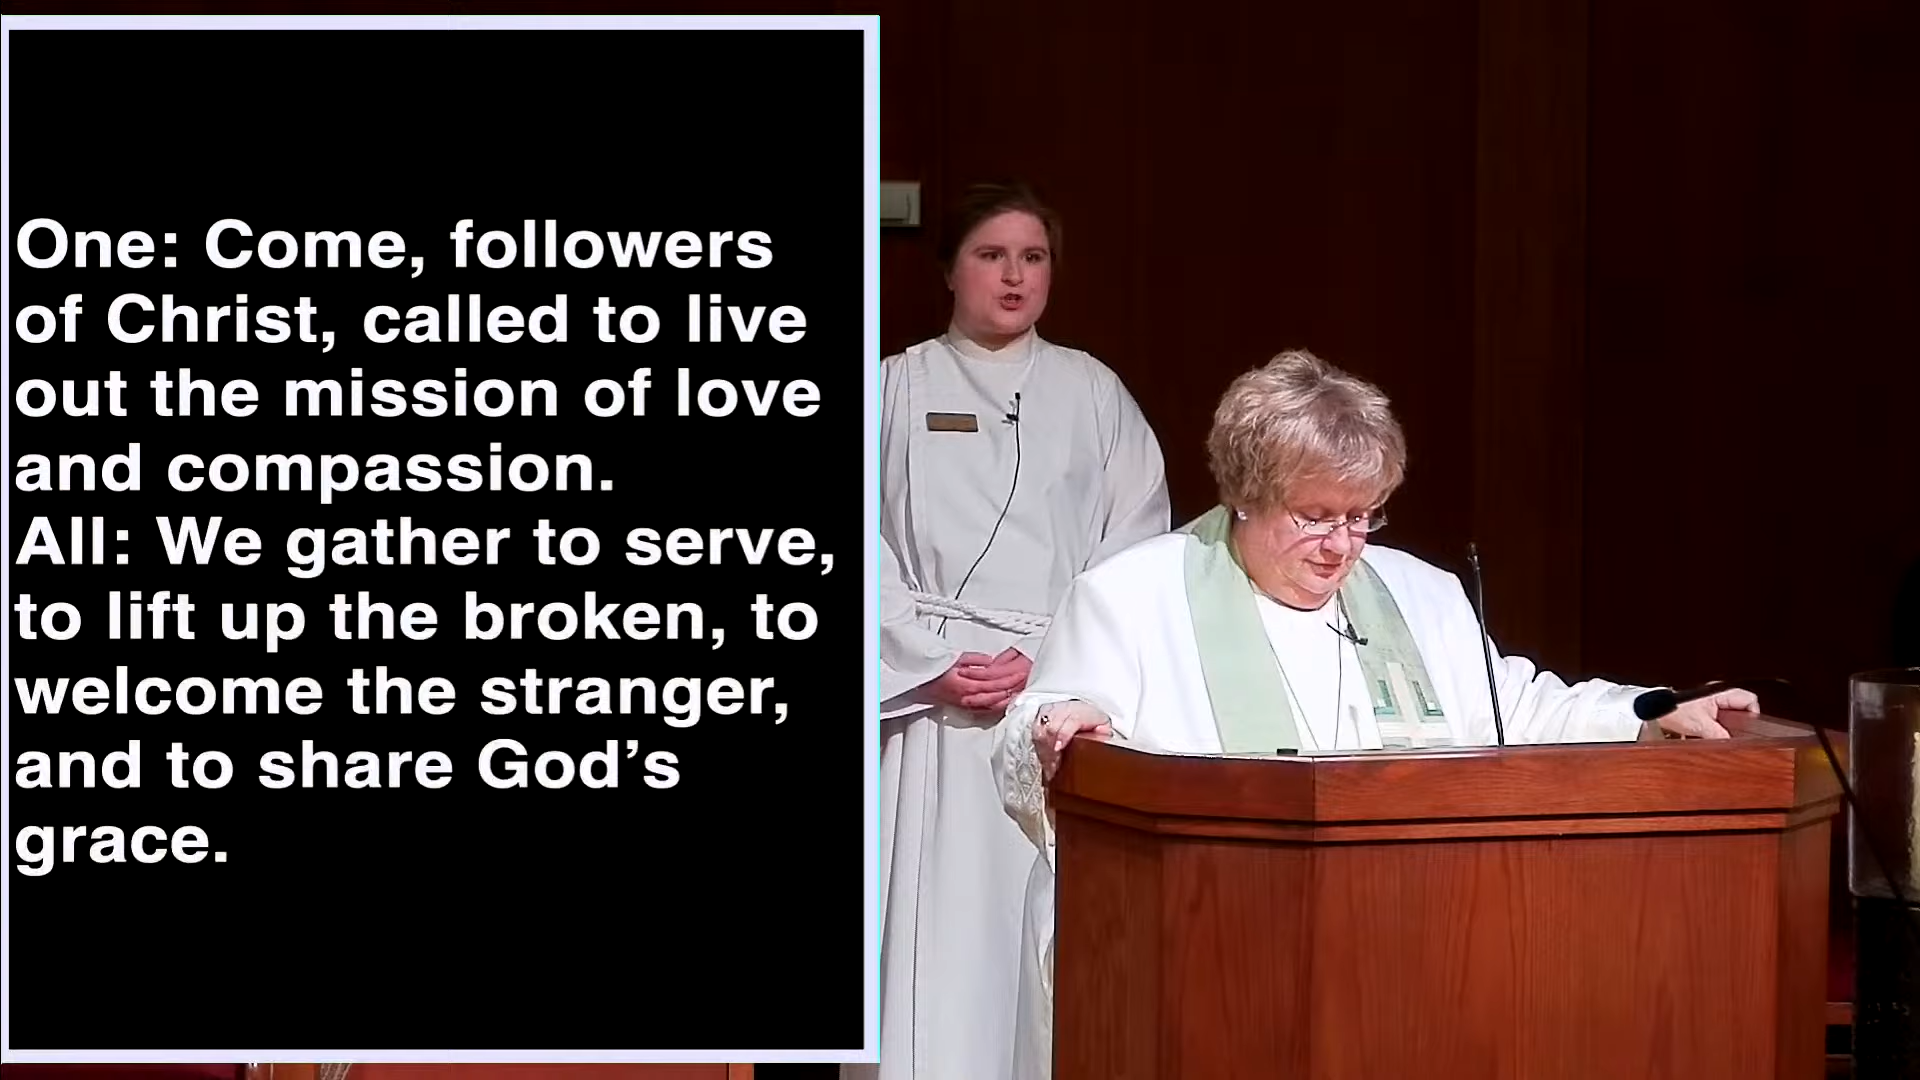 One: Come, followers
of Christ, called to live
out the mission of love
and compassion.
All: We gather to serve,
to lift up the broken, to
welcome the stranger,
and to share God’s
grace.